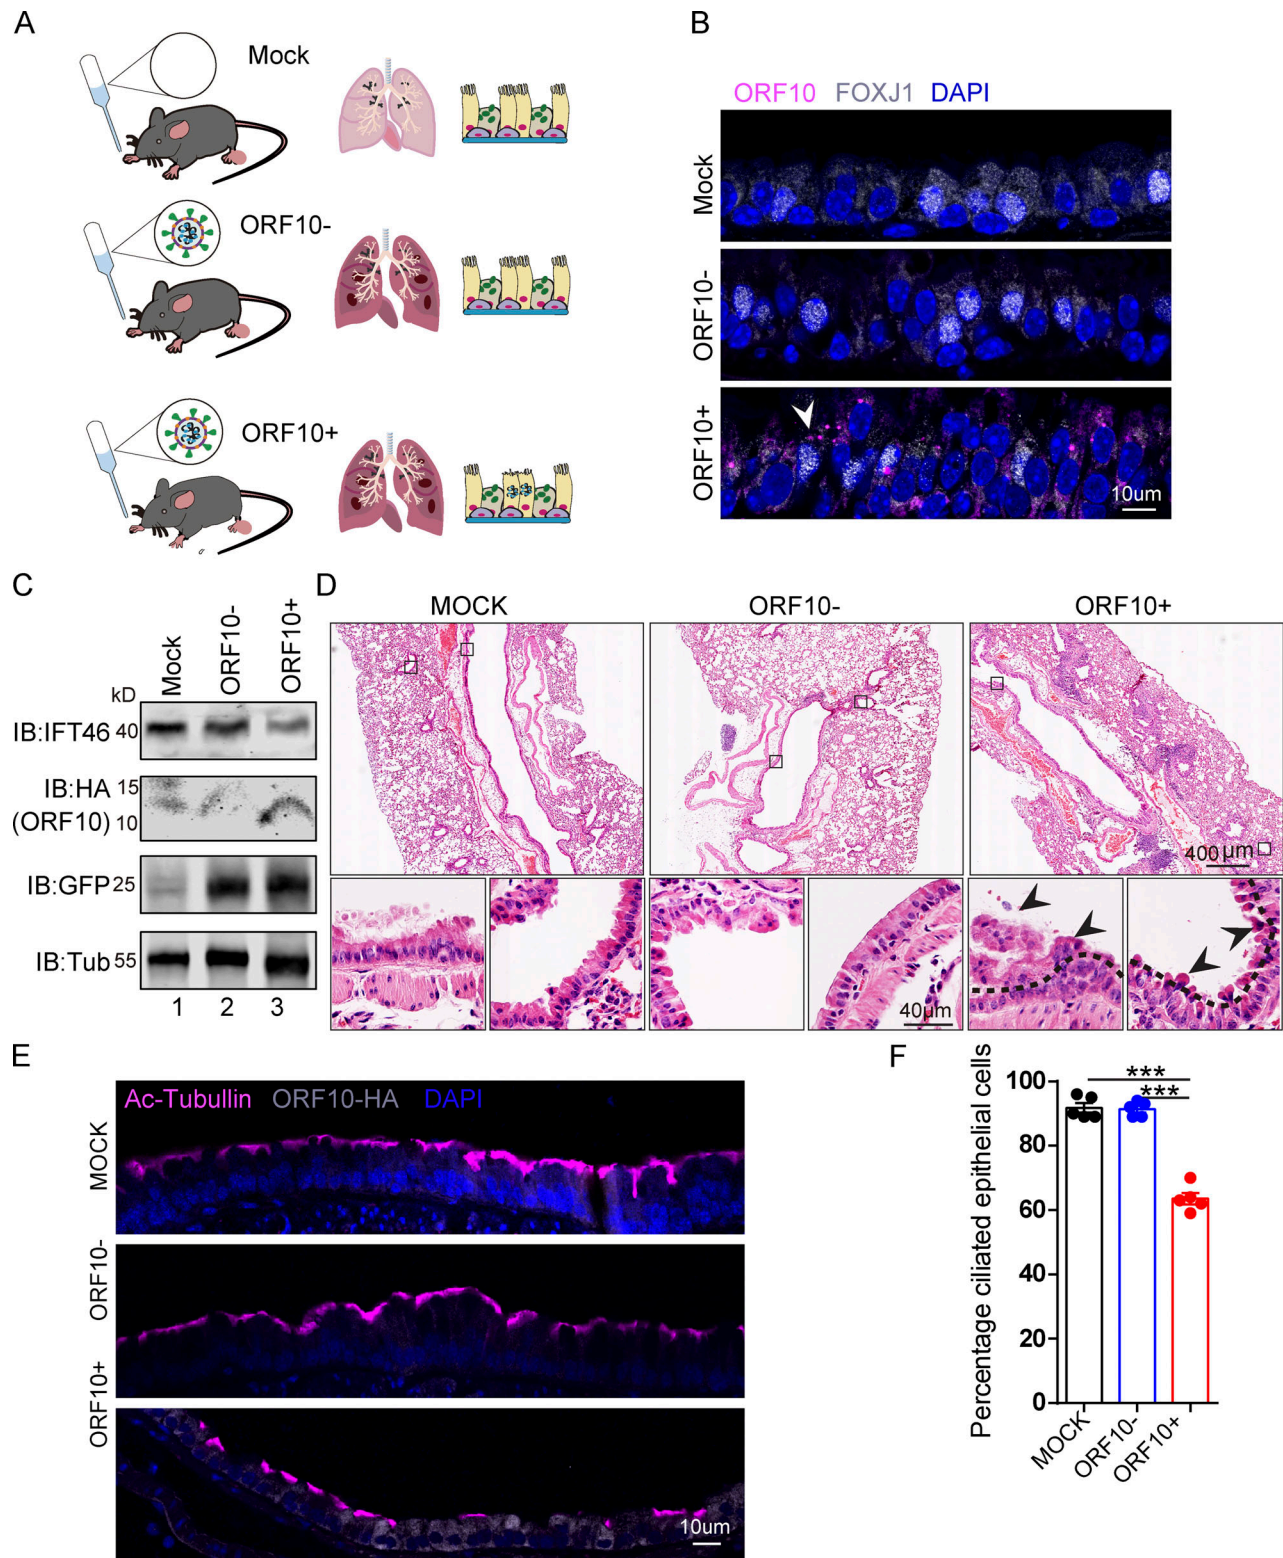 A
Mock
ORF10-
ORF10+
B
ORF10 FOXJ1 DAPI
Mock
ORF10-
ORF10+
10um
C
Mock
ORF10-
ORF10+
kD
IB:IFT46 40
IB:HA 15
(ORF10) 10
IB:GFP 25
IB:Tub 55
1 2 3
D
MOCK
ORF10-
ORF10+
400 µm
40µm
E
Ac-Tubullin ORF10-HA DAPI
MOCK
ORF10-
ORF10+
10um
F
Percentage ciliated epithelial cells
100
80
60
40
20
0
***
***
MOCK
ORF10-
ORF10+